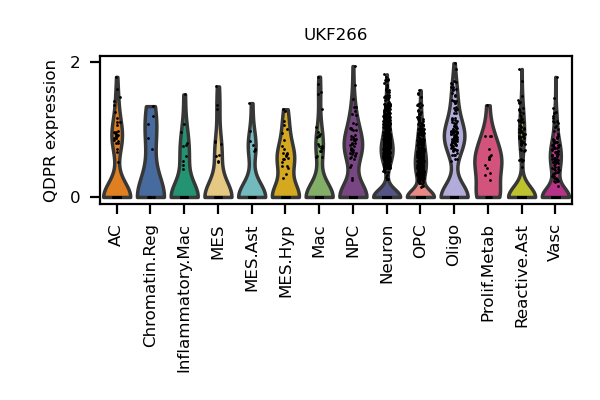 UKF266
QDPR expression
2
0
AC
Chromatin.Reg
Inflammatory.Mac
MES
MES.Ast
MES.Hyp
Mac
NPC
Neuron
OPC
Oligo
Prolif.Metab
Reactive.Ast
Vasc